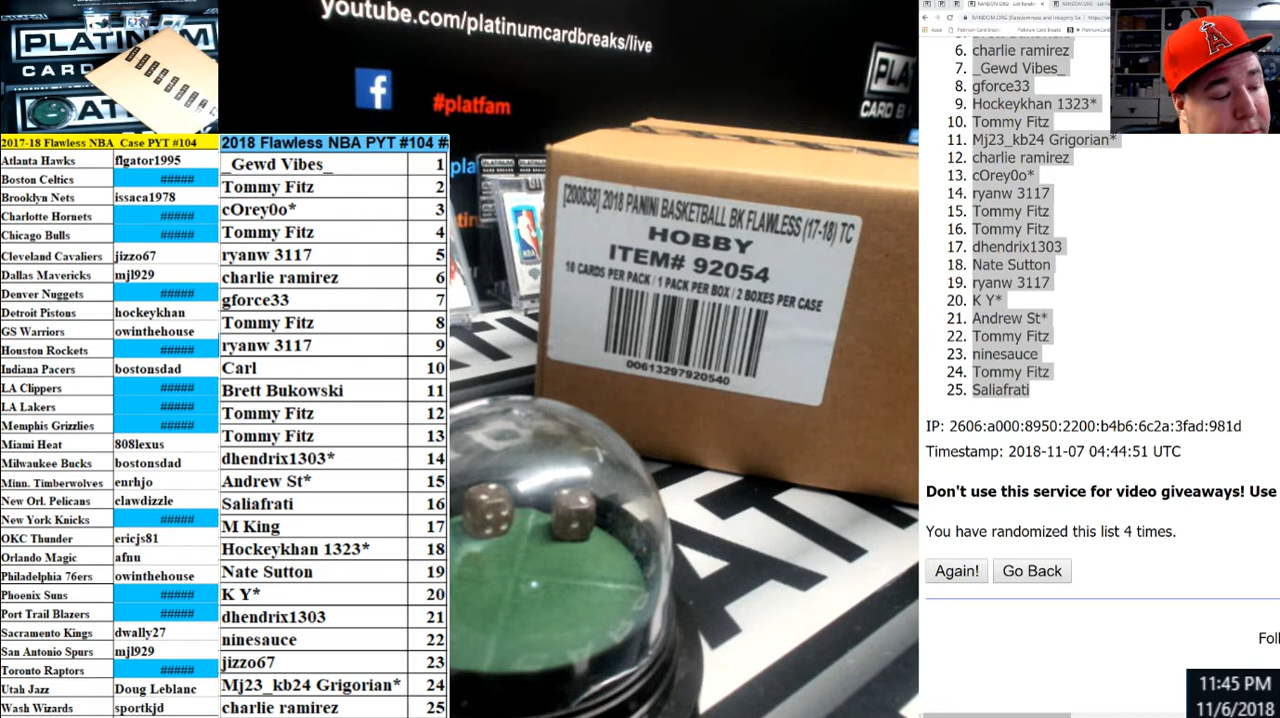 youtube.com/platinumcardbreaks/live
PLATINUM
#platfam
CARD
2017-18 Flawless NBA Case PYT #104
Atlanta Hawks flgator1995
Boston Celtics #####
Brooklyn Nets issaca1978
Charlotte Hornets #####
Chicago Bulls #####
Cleveland Cavaliers jizzo67
Dallas Mavericks mjl929
Denver Nuggets #####
Detroit Pistons hockeykhan
GS Warriors owinthehouse
Houston Rockets #####
Indiana Pacers bostonsdad
LA Clippers #####
LA Lakers #####
Memphis Grizzlies #####
Miami Heat 808lexus
Milwaukee Bucks bostonsdad
Minn. Timberwolves enrhjo
New Orl. Pelicans clawdizzle
New York Knicks #####
OKC Thunder ericjs81
Orlando Magic afnu
Philadelphia 76ers owinthehouse
Phoenix Suns #####
Port Trail Blazers #####
Sacramento Kings dwally27
San Antonio Spurs mjl929
Toronto Raptors #####
Utah Jazz Doug Leblanc
Wash Wizards sportkjd
2018 Flawless NBA PYT #104 #
_Gewd Vibes_ 1
Tommy Fitz 2
cOrey0o* 3
Tommy Fitz 4
ryanw 3117 5
charlie ramirez 6
gforce33 7
Tommy Fitz 8
ryanw 3117 9
Carl 10
Brett Bukowski 11
Tommy Fitz 12
Tommy Fitz 13
dhendrix1303* 14
Andrew St* 15
Saliafrati 16
M King 17
Hockeykhan 1323* 18
Nate Sutton 19
K Y* 20
dhendrix1303 21
ninesauce 22
jizzo67 23
Mj23_kb24 Grigorian* 24
charlie ramirez 25
[200838] 2018 PANINI BASKETBALL BK FLAWLESS (17-18) TC
HOBBY
ITEM# 92054
10 CARDS PER PACK / 1 PACK PER BOX / 2 BOXES PER CASE
00613297920540
6. charlie ramirez
7. _Gewd Vibes_
8. gforce33
9. Hockeykhan 1323*
10. Tommy Fitz
11. Mj23_kb24 Grigorian*
12. charlie ramirez
13. cOrey0o*
14. ryanw 3117
15. Tommy Fitz
16. Tommy Fitz
17. dhendrix1303
18. Nate Sutton
19. ryanw 3117
20. K Y*
21. Andrew St*
22. Tommy Fitz
23. ninesauce
24. Tommy Fitz
25. Saliafrati
IP: 2606:a000:8950:2200:b4b6:6c2a:3fad:981d
Timestamp: 2018-11-07 04:44:51 UTC
Don't use this service for video giveaways! Use
You have randomized this list 4 times.
Again! Go Back
Foll
11:45 PM
11/6/2018